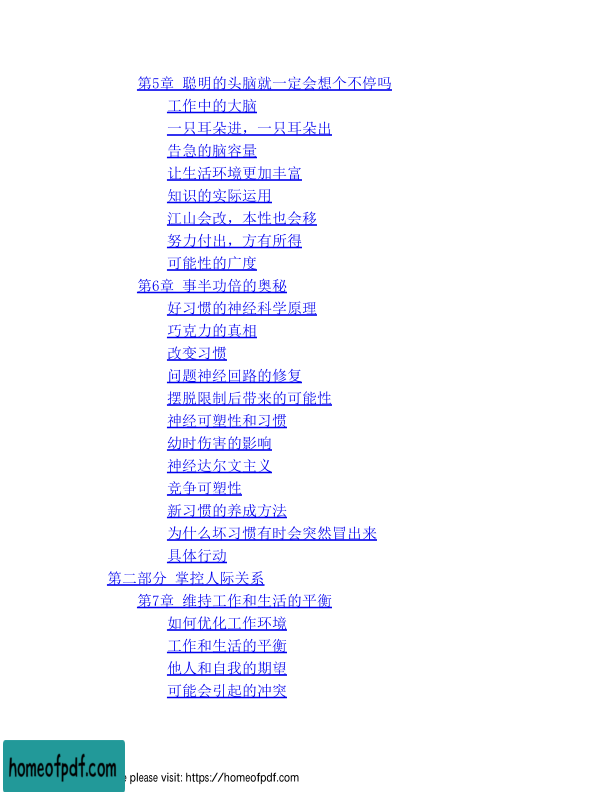 第5章 聪明的头脑就一定会想个不停吗
工作中的大脑
一只耳朵进，一只耳朵出
告急的脑容量
让生活环境更加丰富
知识的实际运用
江山会改，本性也会移
努力付出，方有所得
可能性的广度
第6章 事半功倍的奥秘
好习惯的神经科学原理
巧克力的真相
改变习惯
问题神经回路的修复
摆脱限制后带来的可能性
神经可塑性和习惯
幼时伤害的影响
神经达尔文主义
竞争可塑性
新习惯的养成方法
为什么坏习惯有时会突然冒出来
具体行动
第二部分 掌控人际关系
第7章 维持工作和生活的平衡
如何优化工作环境
工作和生活的平衡
他人和自我的期望
可能会引起的冲突
homeofpdf.com
please visit: https://homeofpdf.com